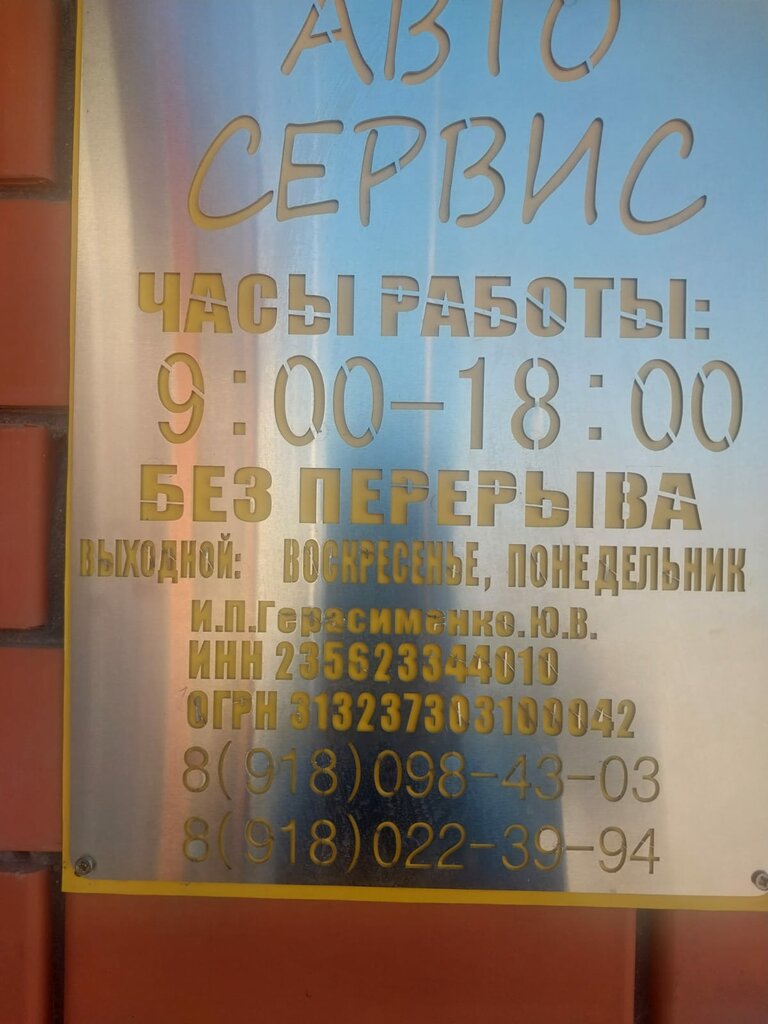 АВТО
СЕРВИС
ЧАСЫ РАБОТЫ:
9:00-18:00
БЕЗ ПЕРЕРЫВА
ВЫХОДНОЙ: ВОСКРЕСЕНЬЕ, ПОНЕДЕЛЬНИК
И.П.Герасименко.Ю.В.
ИНН 235623344010
ОГРН 313237303100042
8(918)098-43-03
8(918)022-39-94